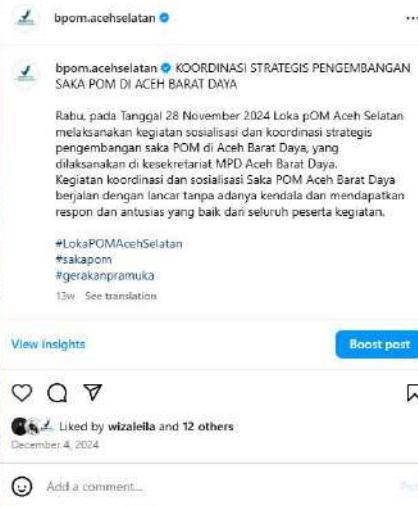 bpom.acehselatan
bpom.acehselatan KOORDINASI STRATEGIS PENGEMBANGAN
SAKA POM DI ACEH BARAT DAYA
Rabu, pada Tanggal 28 November 2024 Loka pOM Aceh Selatan
melaksanakan kegiatan sosialisasi dan koordinasi strategis
pengembangan saka POM di Aceh Barat Daya, yang
dilaksanakan di kesekretariat MPD Aceh Barat Daya.
Kegiatan koordinasi dan sosialisasi Saka POM Aceh Barat Daya
berjalan dengan lancar tanpa adanya kendala dan mendapatkan
respon dan antusias yang baik dari seluruh peserta kegiatan.
#LokaPOMAcehSelatan
#sakapom
#gerakanpramuka
13w See translation
View insights
Boost post
Liked by wizaleila and 12 others
December 4, 2024
Add a comment...